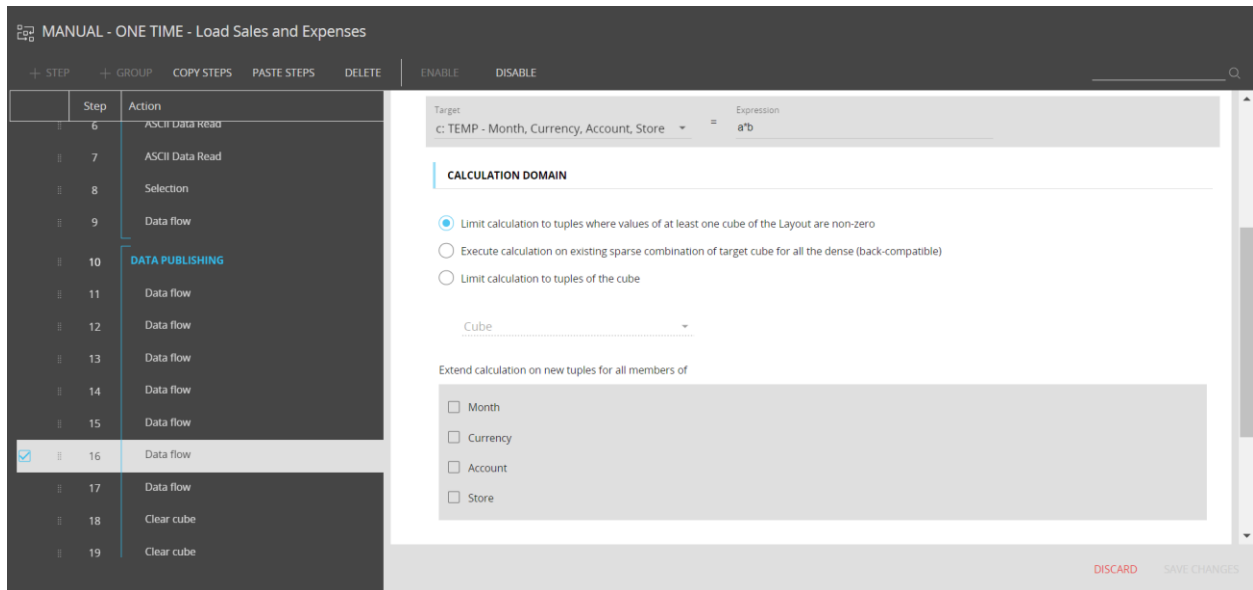 MANUAL - ONE TIME - Load Sales and Expenses
+ STEP + GROUP COPY STEPS PASTE STEPS DELETE ENABLE DISABLE
Step Action
6 ASCII Data Read
7 ASCII Data Read
8 Selection
9 Data flow
10 DATA PUBLISHING
11 Data flow
12 Data flow
13 Data flow
14 Data flow
15 Data flow
16 Data flow
17 Data flow
18 Clear cube
19 Clear cube
Target Expression
c: TEMP - Month, Currency, Account, Store = a*b
CALCULATION DOMAIN
Limit calculation to tuples where values of at least one cube of the Layout are non-zero
Execute calculation on existing sparse combination of target cube for all the dense (back-compatible)
Limit calculation to tuples of the cube
Cube
Extend calculation on new tuples for all members of
Month
Currency
Account
Store
DISCARD SAVE CHANGES